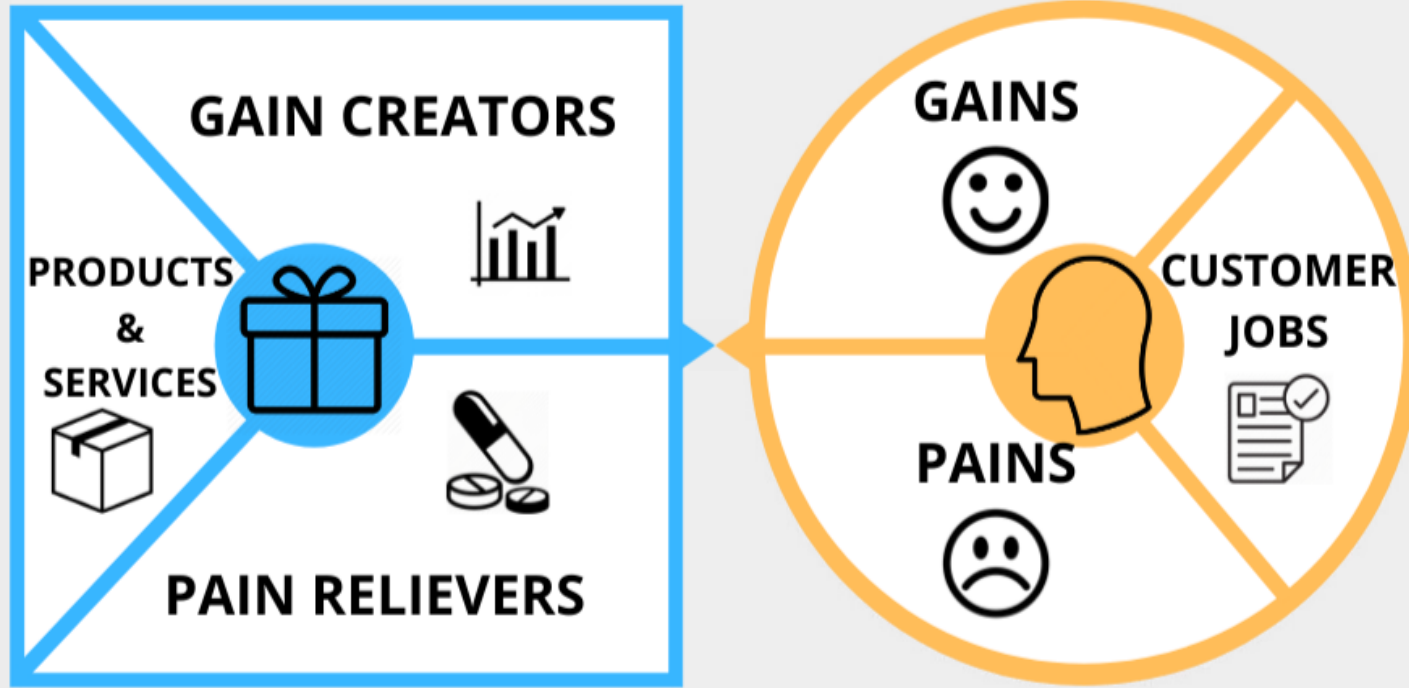 GAIN CREATORS
PRODUCTS
&
SERVICES
PAIN RELIEVERS
GAINS
CUSTOMER
JOBS
PAINS